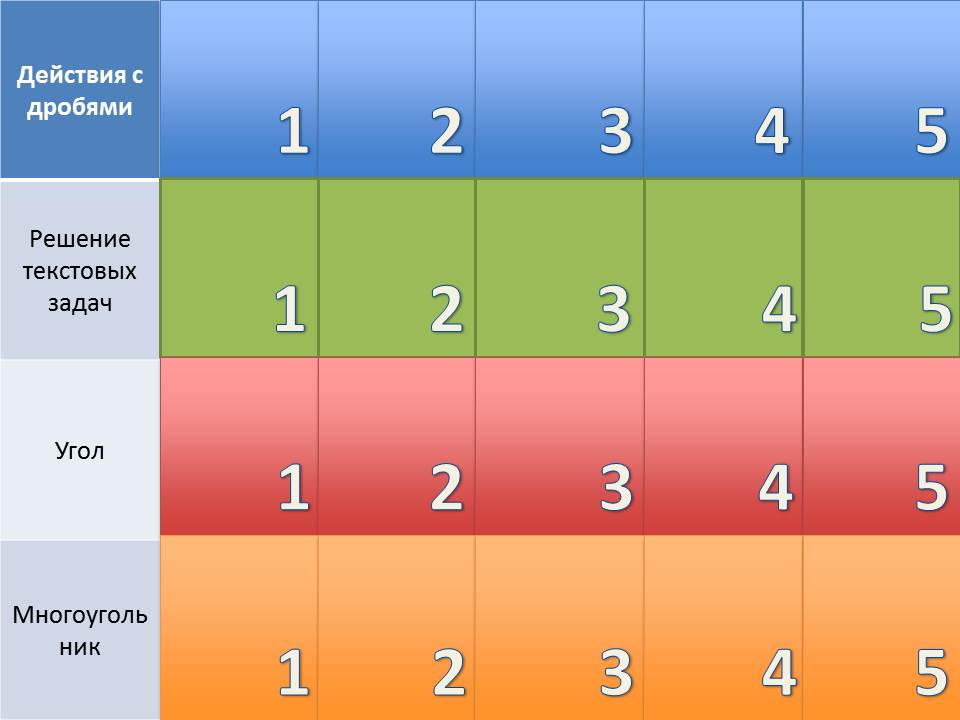 Действия с
дробями
1 2 3 4 5
Решение
текстовых
задач
1 2 3 4 5
Угол
1 2 3 4 5
Многоуголь
ник
1 2 3 4 5